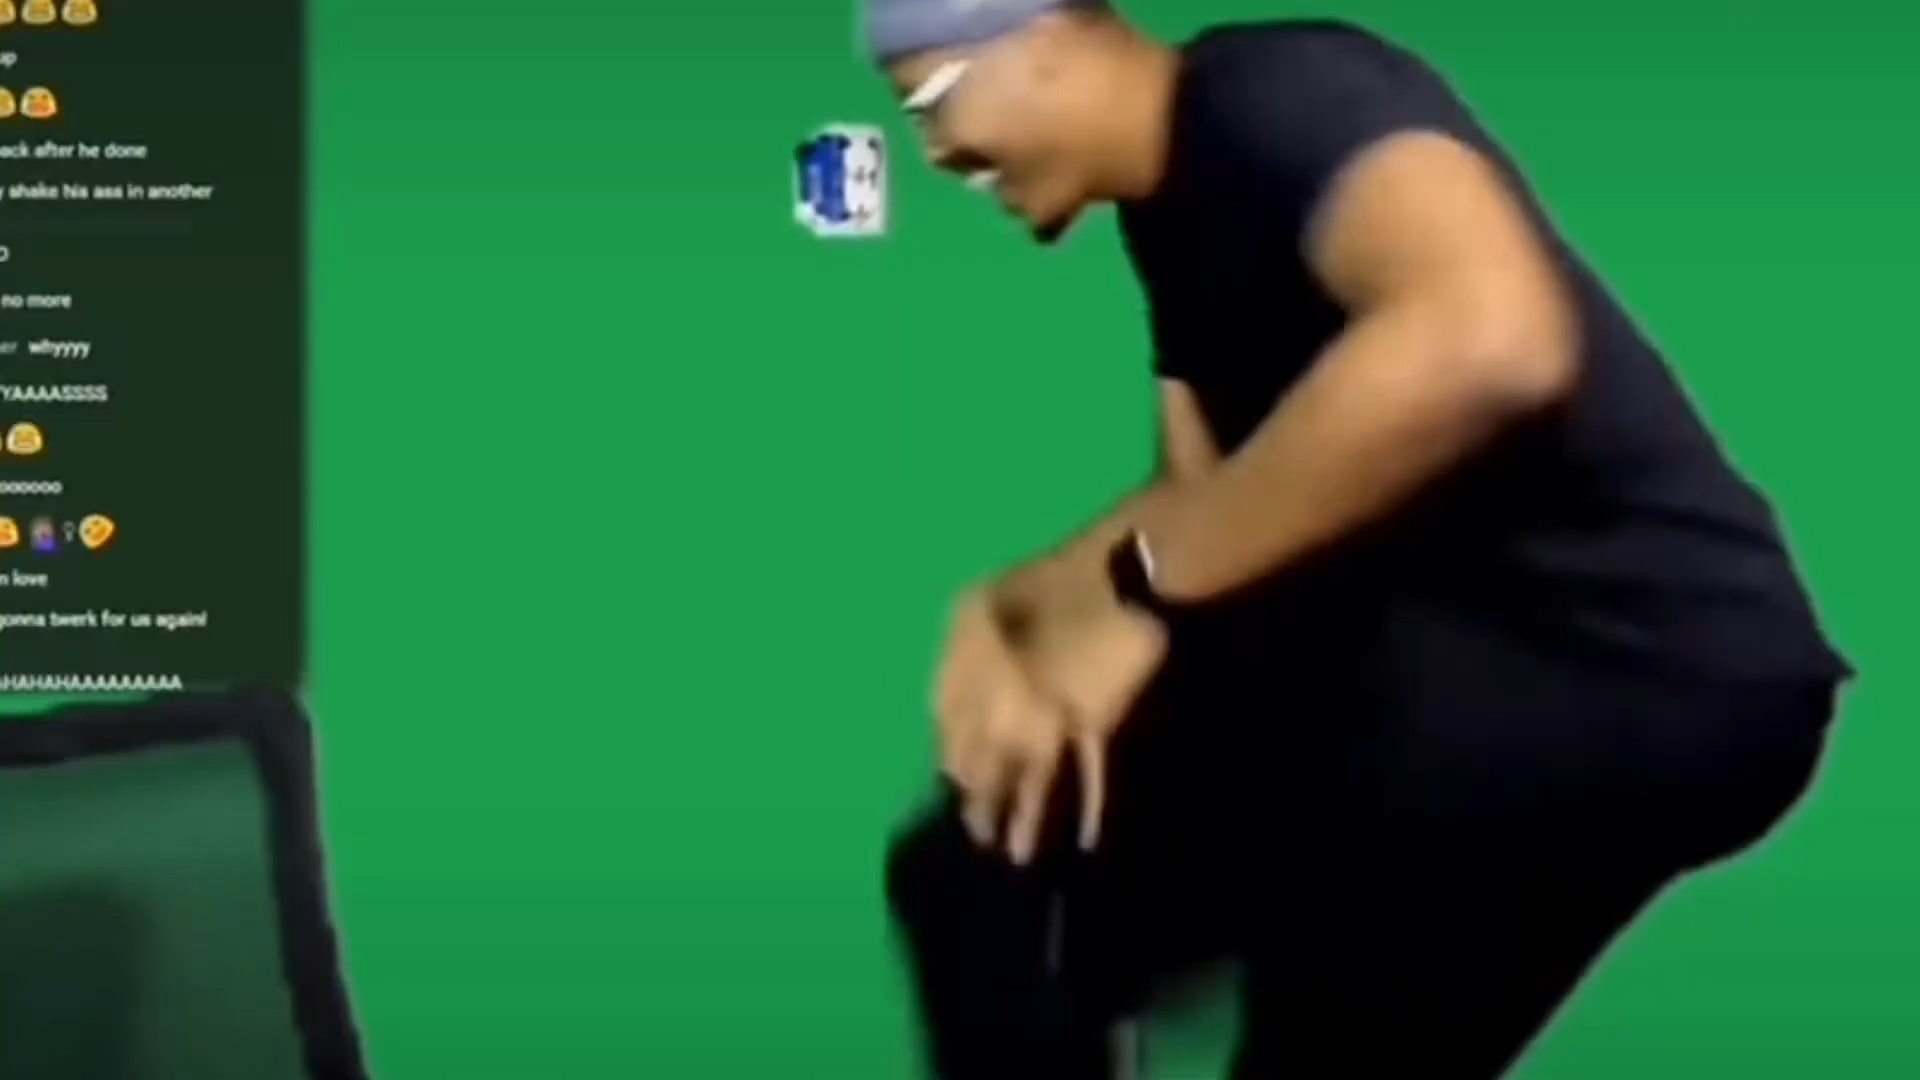 up
ack after he done
y shake his ass in another
no more
er whyyyy
YAAAASSSS
oooooo
n love
gonna twerk for us again!
AHAHAHAAAAAAAAA